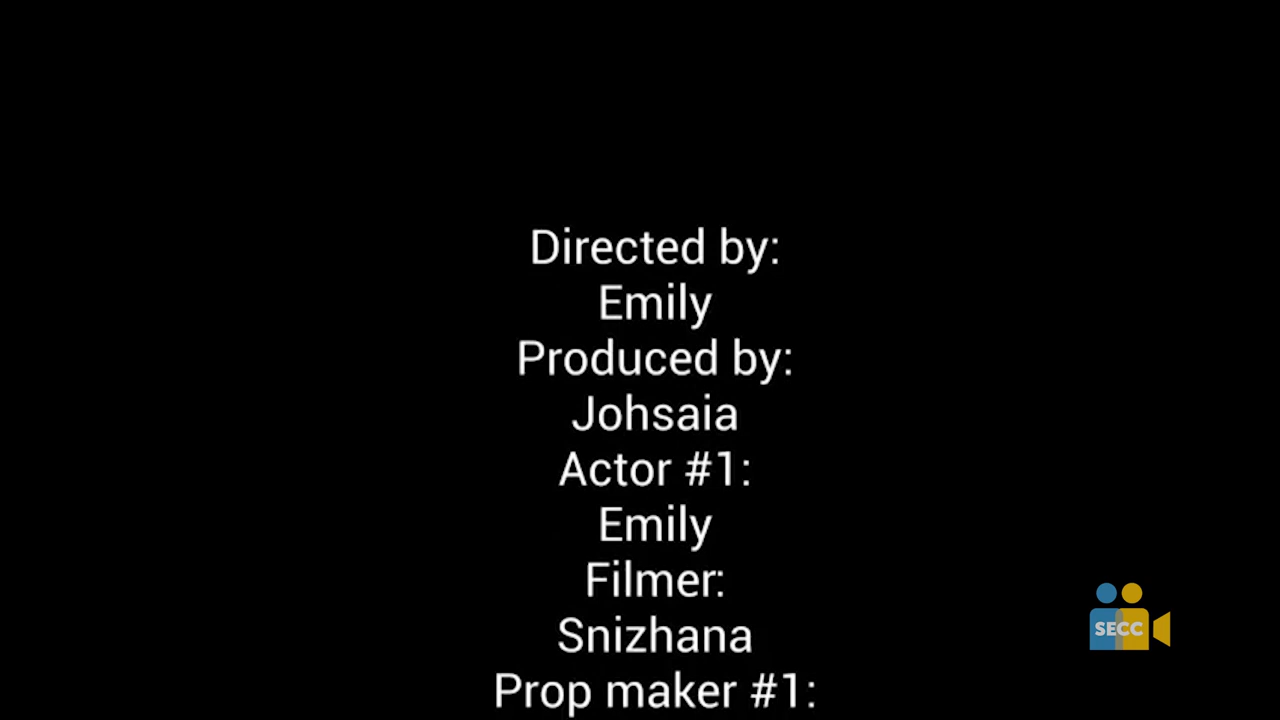 Directed by:
Emily
Produced by:
Johsaia
Actor #1:
Emily
Filmer:
Snizhana
Prop maker #1:
SECC